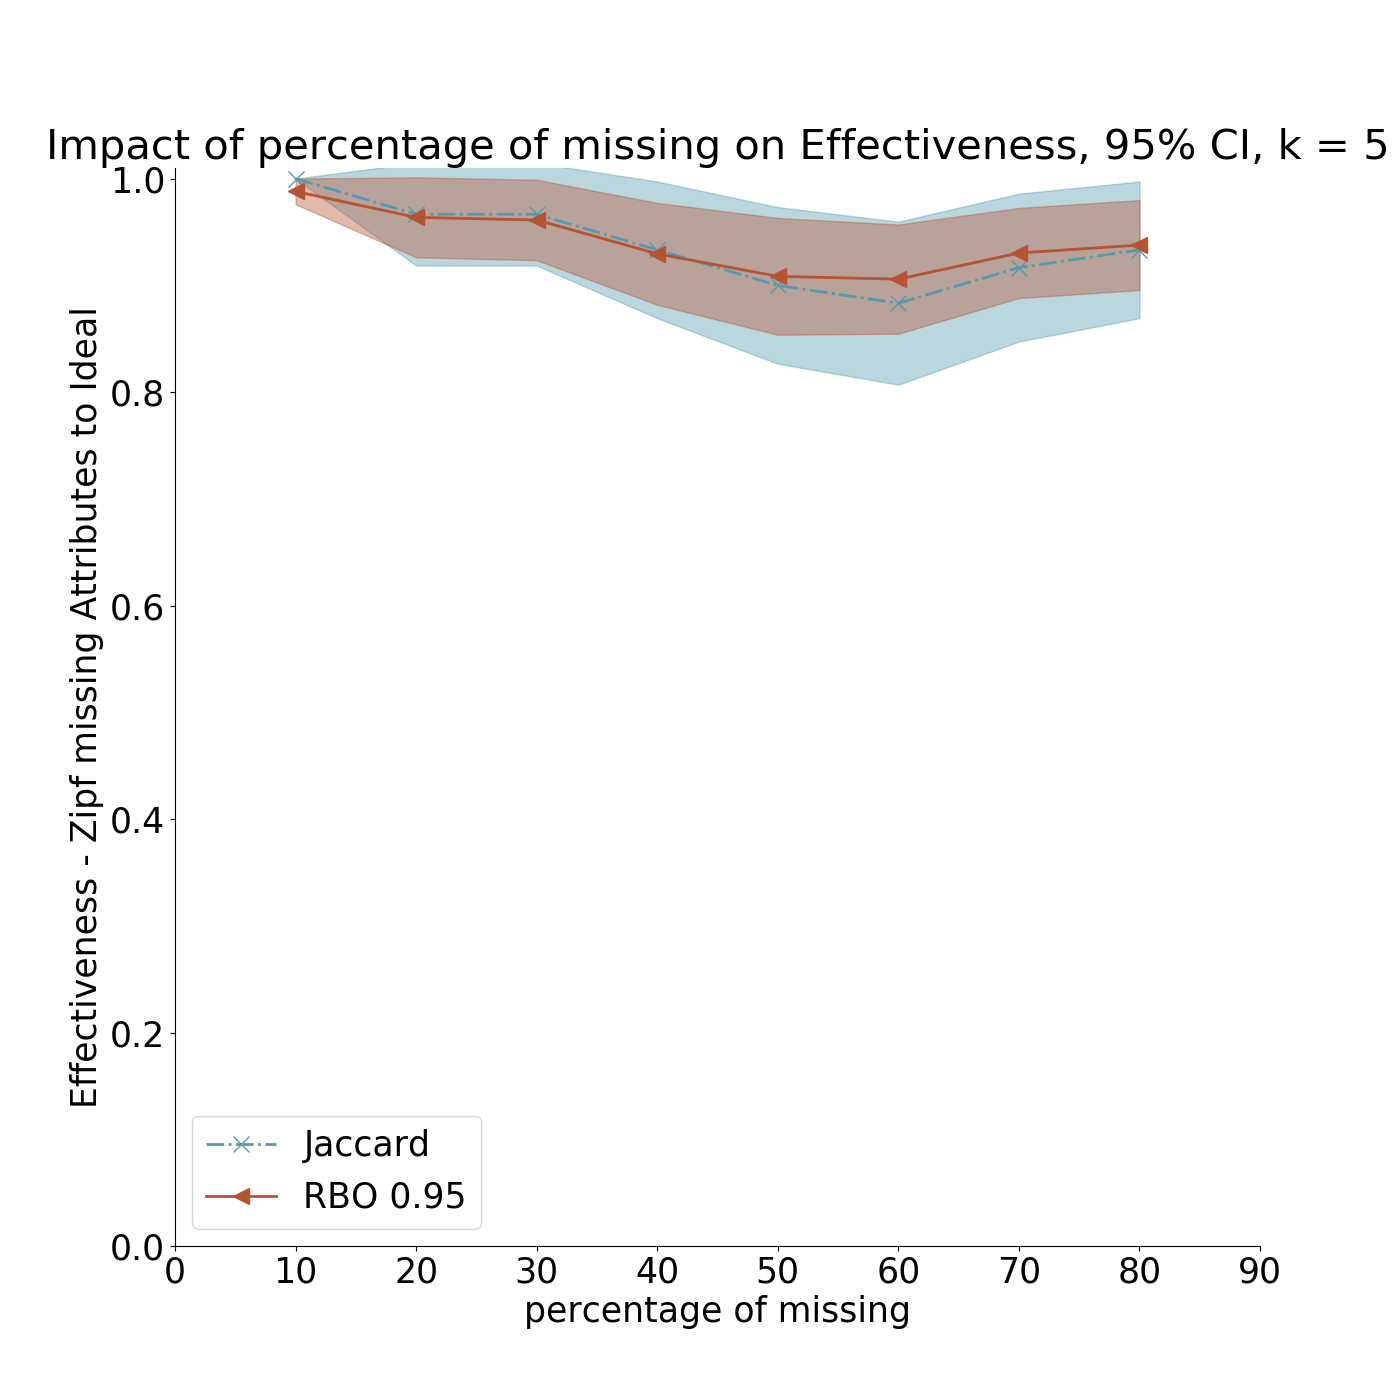 Impact of percentage of missing on Effectiveness, 95% CI, k = 5
Effectiveness - Zipf missing Attributes to Ideal
1.0
0.8
0.6
0.4
0.2
0.0
Jaccard
RBO 0.95
0 10 20 30 40 50 60 70 80 90
percentage of missing